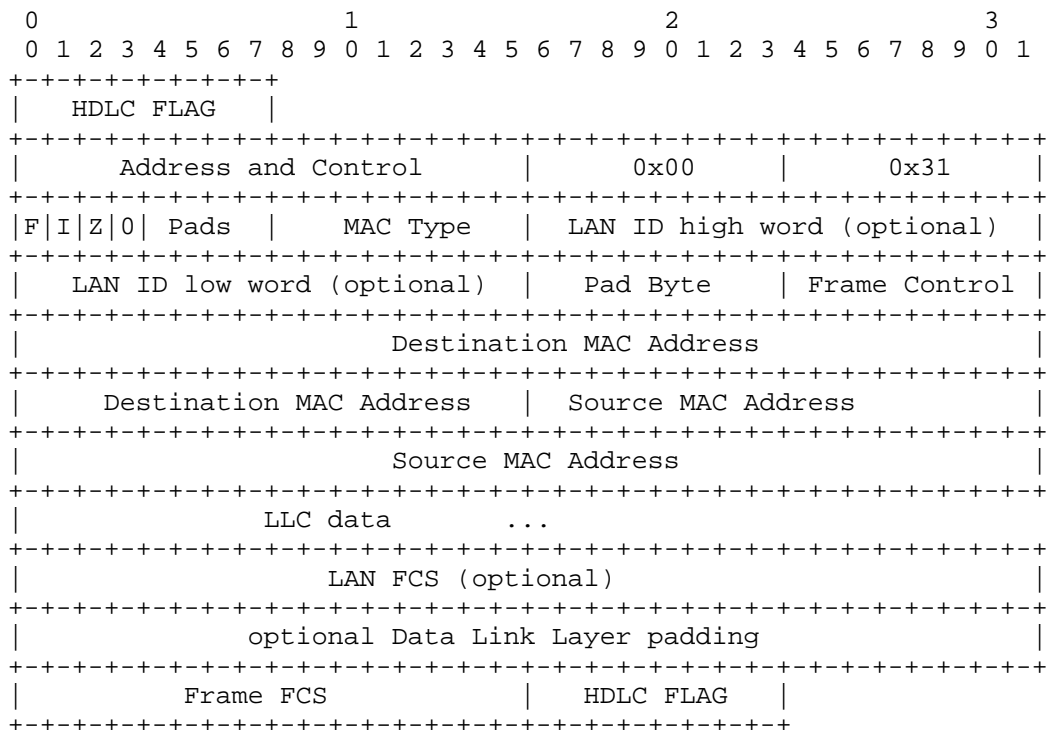 0                   1                   2                   3
 0 1 2 3 4 5 6 7 8 9 0 1 2 3 4 5 6 7 8 9 0 1 2 3 4 5 6 7 8 9 0 1
+-+-+-+-+-+-+-+-+
|   HDLC FLAG   |
+-+-+-+-+-+-+-+-+-+-+-+-+-+-+-+-+-+-+-+-+-+-+-+-+-+-+-+-+-+-+-+-+
|      Address and Control      |      0x00     |      0x31     |
+-+-+-+-+-+-+-+-+-+-+-+-+-+-+-+-+-+-+-+-+-+-+-+-+-+-+-+-+-+-+-+-+
|F|I|Z|0| Pads  |    MAC Type   |  LAN ID high word (optional)  |
+-+-+-+-+-+-+-+-+-+-+-+-+-+-+-+-+-+-+-+-+-+-+-+-+-+-+-+-+-+-+-+-+
|   LAN ID low word (optional)  |   Pad Byte    | Frame Control |
+-+-+-+-+-+-+-+-+-+-+-+-+-+-+-+-+-+-+-+-+-+-+-+-+-+-+-+-+-+-+-+-+
|                       Destination MAC Address                 |
+-+-+-+-+-+-+-+-+-+-+-+-+-+-+-+-+-+-+-+-+-+-+-+-+-+-+-+-+-+-+-+-+
|     Destination MAC Address   |  Source MAC Address           |
+-+-+-+-+-+-+-+-+-+-+-+-+-+-+-+-+-+-+-+-+-+-+-+-+-+-+-+-+-+-+-+-+
|                       Source MAC Address                      |
+-+-+-+-+-+-+-+-+-+-+-+-+-+-+-+-+-+-+-+-+-+-+-+-+-+-+-+-+-+-+-+-+
|               LLC data       ...
+-+-+-+-+-+-+-+-+-+-+-+-+-+-+-+-+-+-+-+-+-+-+-+-+-+-+-+-+-+-+-+-+
|                   LAN FCS (optional)                          |
+-+-+-+-+-+-+-+-+-+-+-+-+-+-+-+-+-+-+-+-+-+-+-+-+-+-+-+-+-+-+-+-+
|              optional Data Link Layer padding                 |
+-+-+-+-+-+-+-+-+-+-+-+-+-+-+-+-+-+-+-+-+-+-+-+-+-+-+-+-+-+-+-+-+
|          Frame FCS            |   HDLC FLAG   |
+-+-+-+-+-+-+-+-+-+-+-+-+-+-+-+-+-+-+-+-+-+-+-+-+